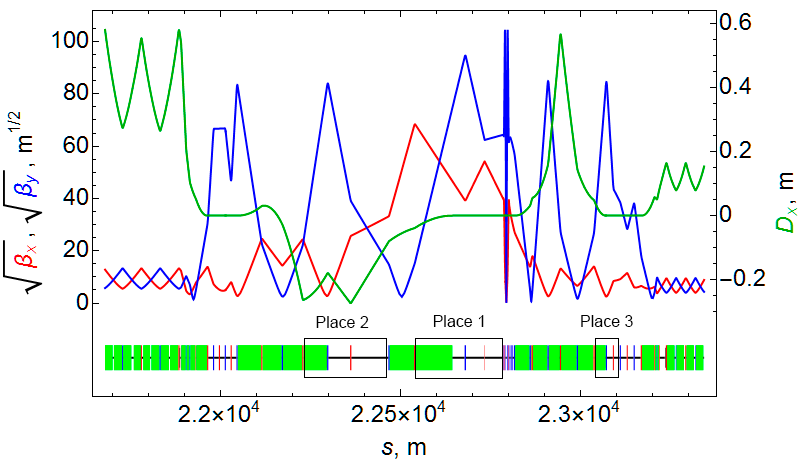 100
80
60
40
20
0
√βx , √βy , m^1/2
0.6
0.4
0.2
0
−0.2
Dx, m
Place 2
Place 1
Place 3
2.2×10⁴
2.25×10⁴
2.3×10⁴
s, m